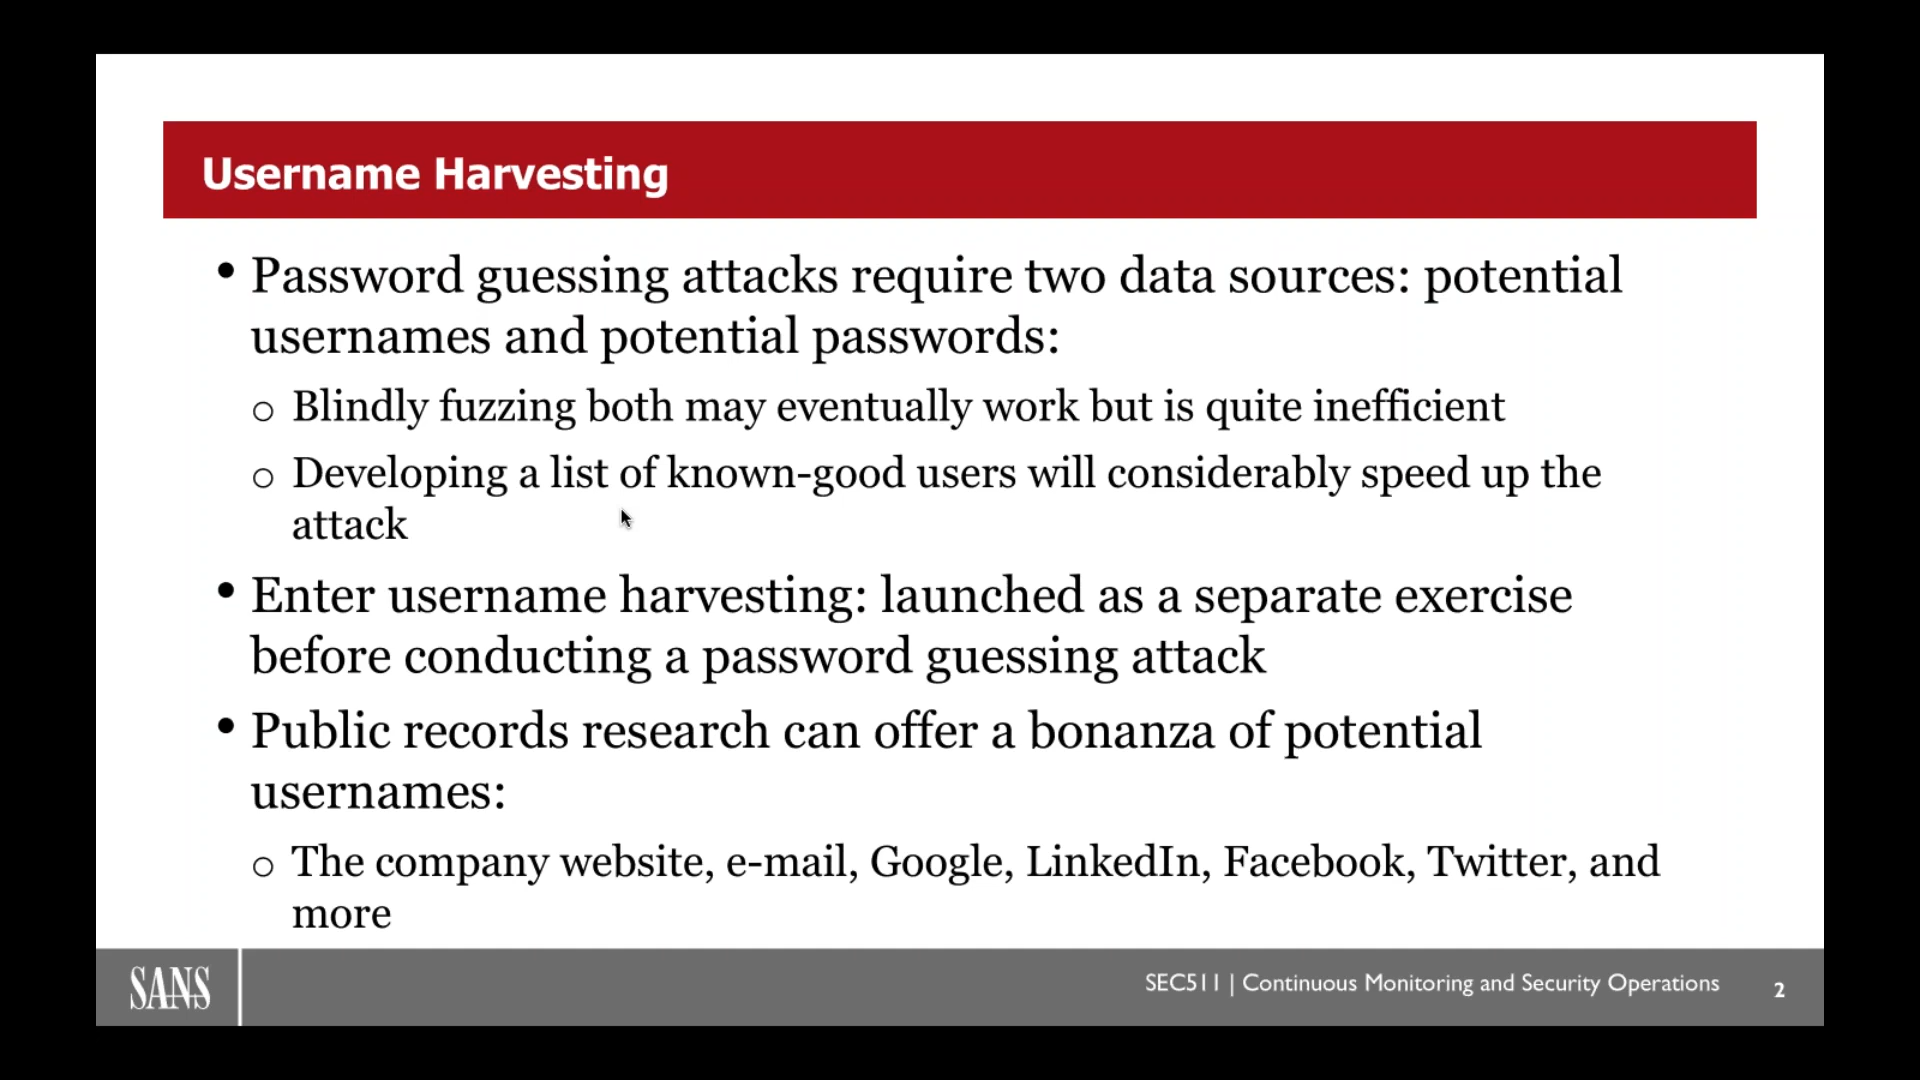 Username Harvesting
• Password guessing attacks require two data sources: potential
usernames and potential passwords:
o Blindly fuzzing both may eventually work but is quite inefficient
o Developing a list of known-good users will considerably speed up the
attack
• Enter username harvesting: launched as a separate exercise
before conducting a password guessing attack
• Public records research can offer a bonanza of potential
usernames:
o The company website, e-mail, Google, LinkedIn, Facebook, Twitter, and
more
SANS
SEC511 | Continuous Monitoring and Security Operations
2